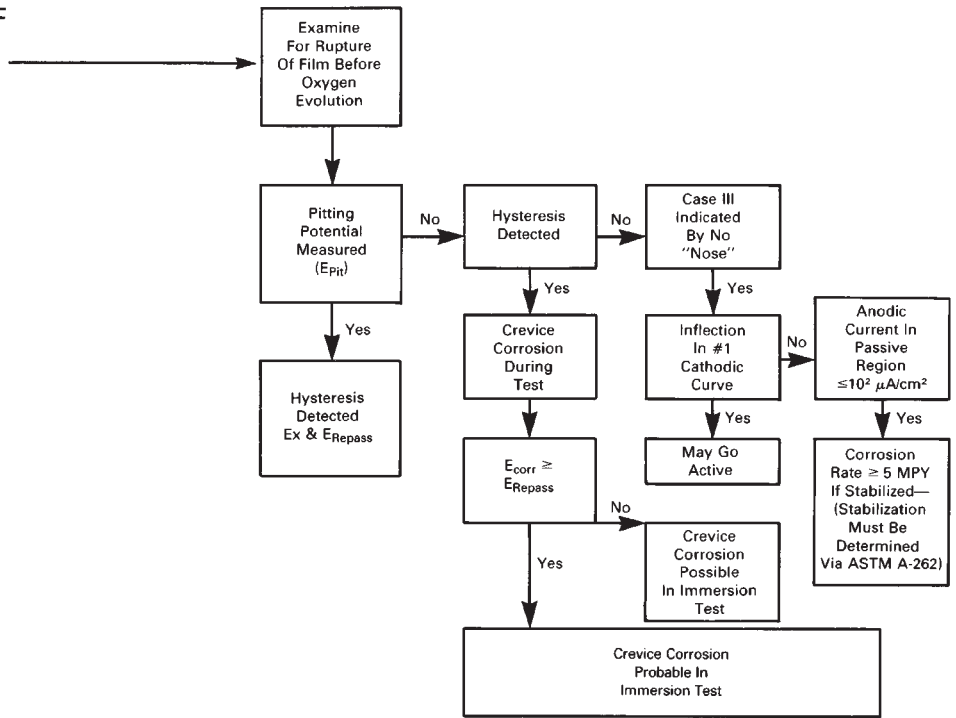 Examine
For Rupture
Of Film Before
Oxygen
Evolution
Pitting
Potential
Measured
(EPit)
No
Hysteresis
Detected
No
Case III
Indicated
By No
"Nose"
Yes
Yes
Yes
Hysteresis
Detected
Ex & ERepass
Crevice
Corrosion
During
Test
Inflection
In #1
Cathodic
Curve
No
Anodic
Current In
Passive
Region
≤10² μA/cm²
Yes
Yes
Ecorr ≥
ERepass
May Go
Active
Corrosion
Rate ≥ 5 MPY
If Stabilized—
(Stabilization
Must Be
Determined
Via ASTM A-262)
No
Yes
Crevice
Corrosion
Possible
In Immersion
Test
Crevice Corrosion
Probable In
Immersion Test